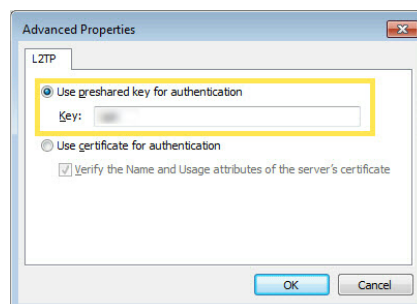 Advanced Properties
L2TP
Use preshared key for authentication
Key:
Use certificate for authentication
Verify the Name and Usage attributes of the server's certificate
OK Cancel